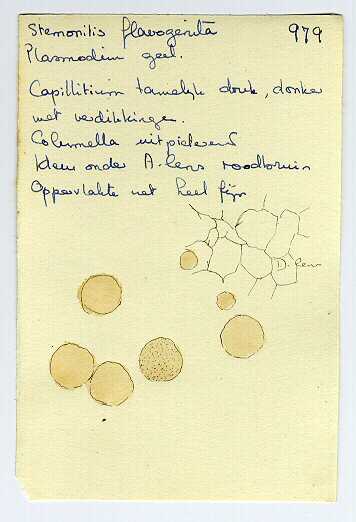 Stemonitis flavogenita 979
Plasmodium geel.
Capillitium tamelijk druk, donker
met verdikkingen.
Columella uitpieterend
Kleur onder A-lens roodbruin
Oppervlakte net heel fijn
D. lens